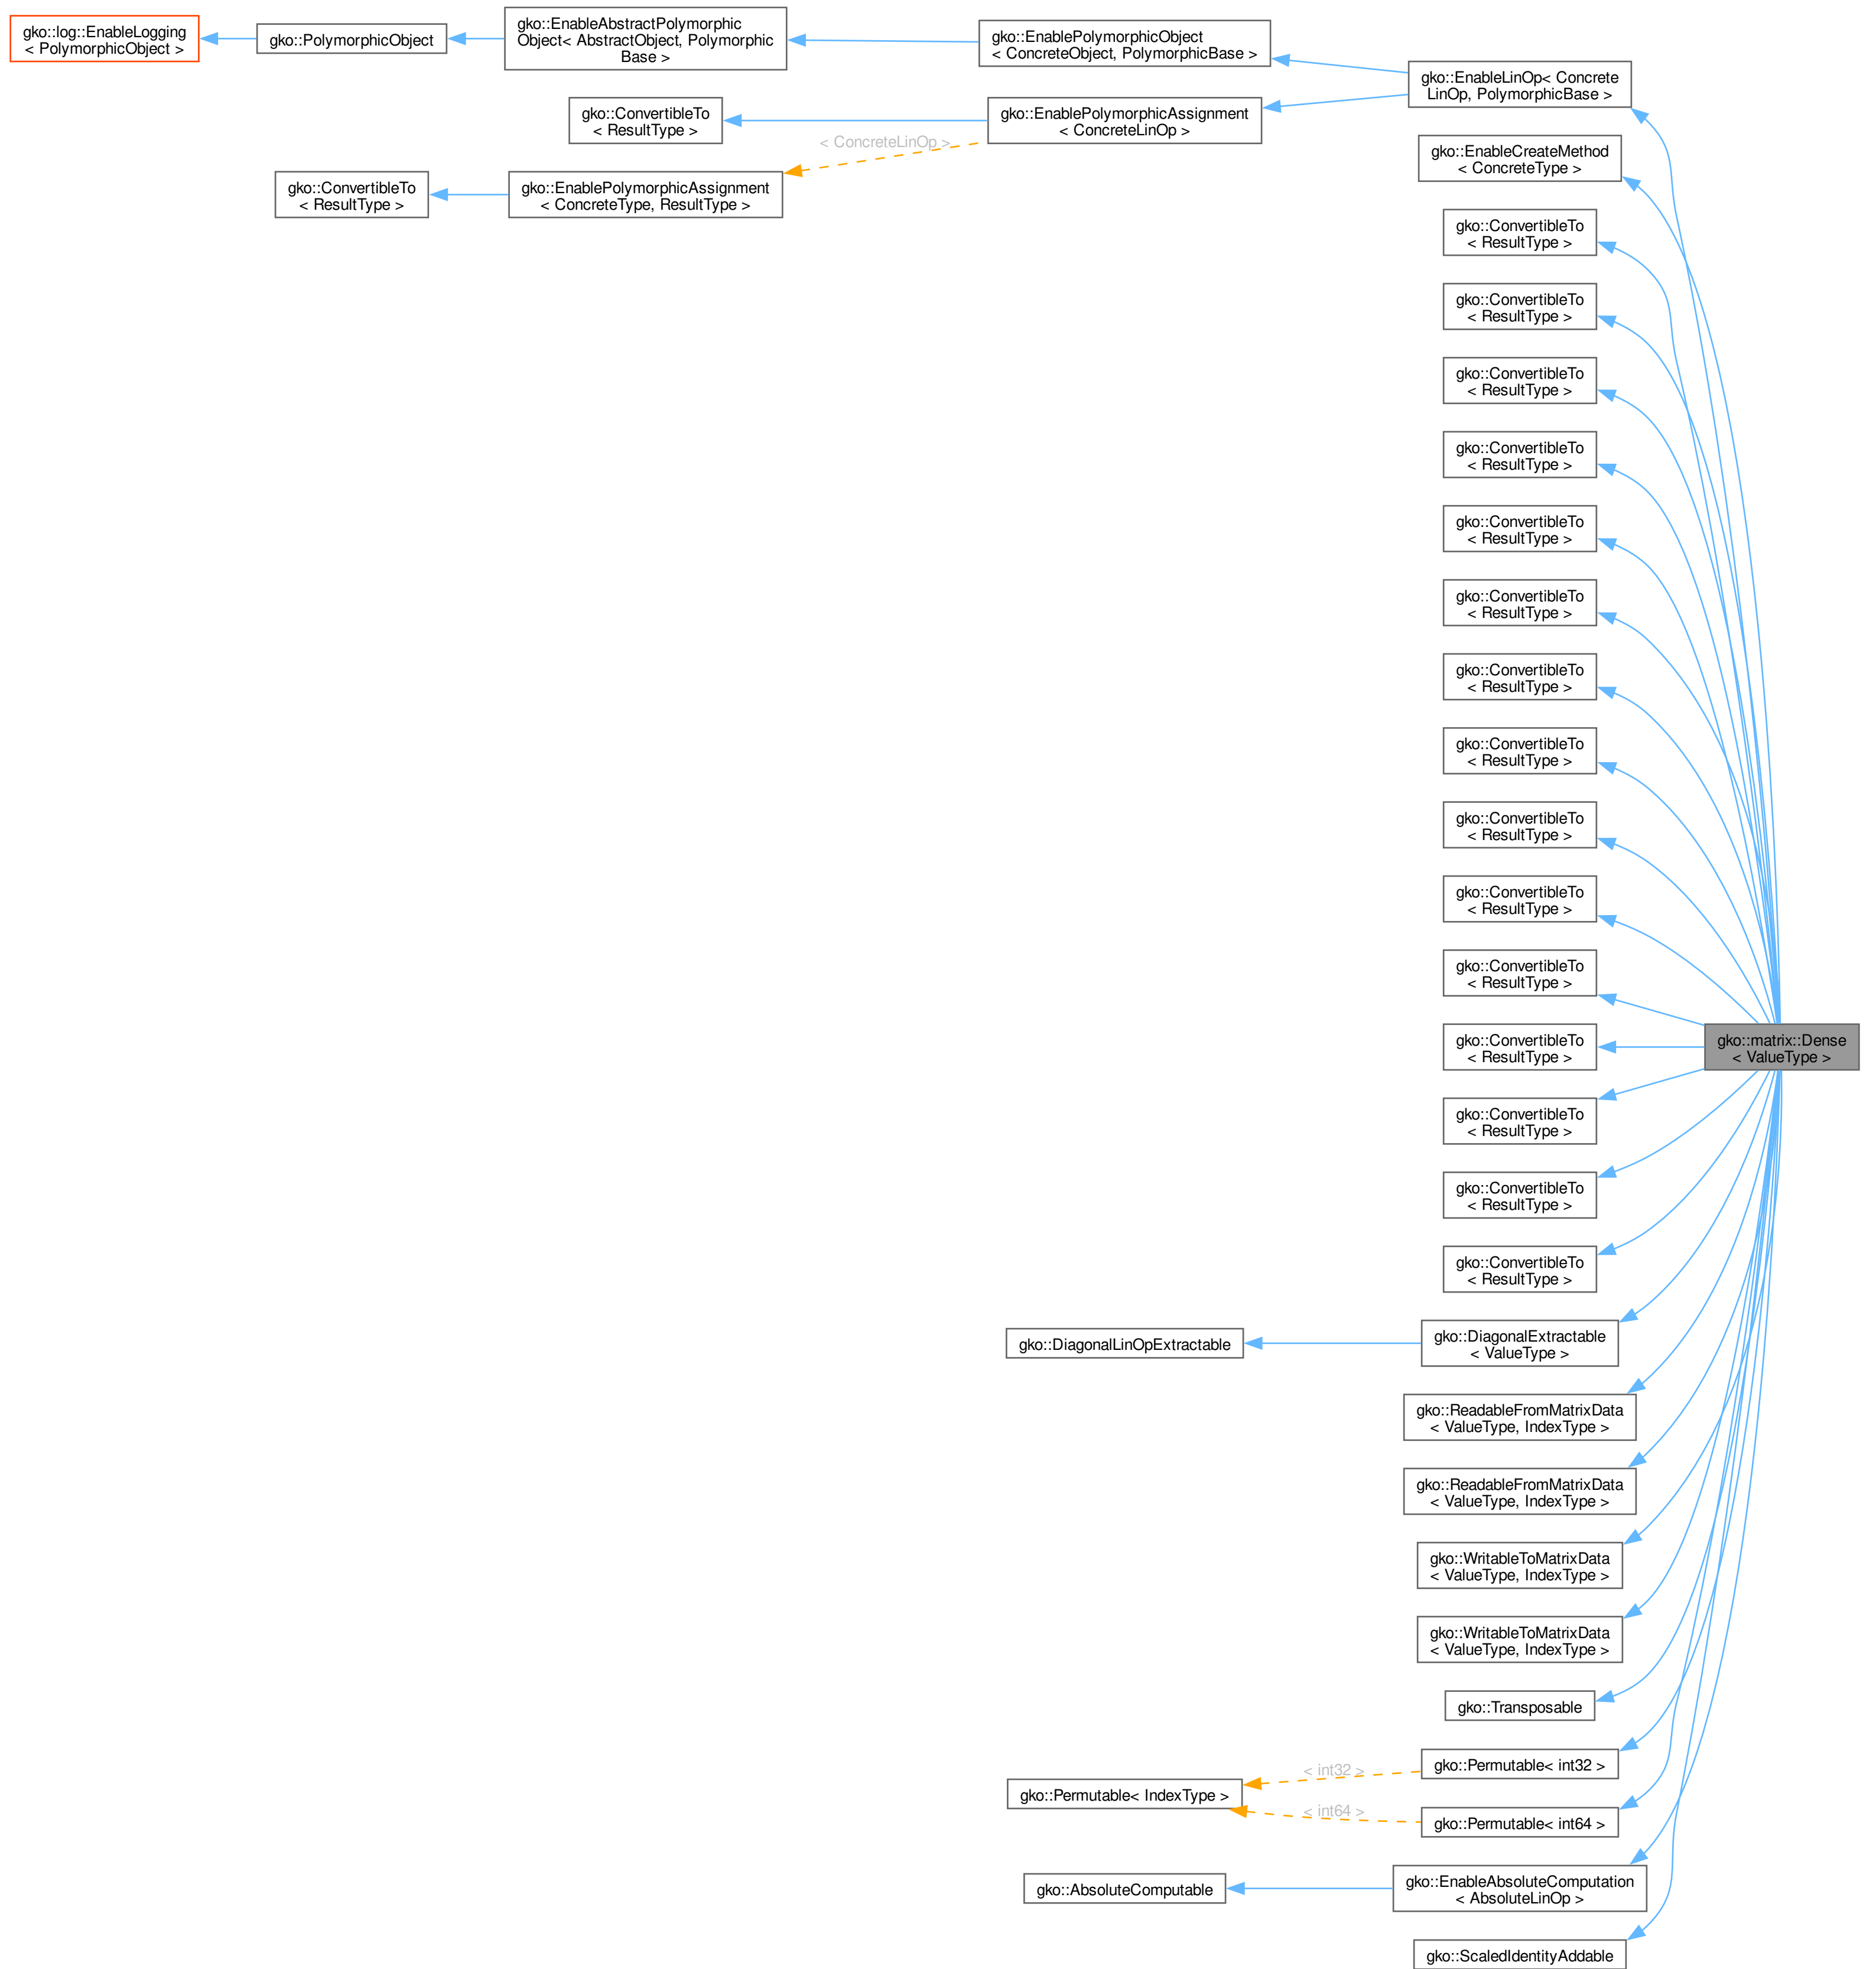 gko::log::EnableLogging
< PolymorphicObject >
gko::PolymorphicObject
gko::EnableAbstractPolymorphic
Object< AbstractObject, Polymorphic
Base >
gko::EnablePolymorphicObject
< ConcreteObject, PolymorphicBase >
gko::EnableLinOp< Concrete
LinOp, PolymorphicBase >
gko::ConvertibleTo
< ResultType >
gko::EnablePolymorphicAssignment
< ConcreteLinOp >
< ConcreteLinOp >
gko::EnableCreateMethod
< ConcreteType >
gko::ConvertibleTo
< ResultType >
gko::EnablePolymorphicAssignment
< ConcreteType, ResultType >
gko::ConvertibleTo
< ResultType >
gko::ConvertibleTo
< ResultType >
gko::ConvertibleTo
< ResultType >
gko::ConvertibleTo
< ResultType >
gko::ConvertibleTo
< ResultType >
gko::ConvertibleTo
< ResultType >
gko::ConvertibleTo
< ResultType >
gko::ConvertibleTo
< ResultType >
gko::ConvertibleTo
< ResultType >
gko::ConvertibleTo
< ResultType >
gko::ConvertibleTo
< ResultType >
gko::ConvertibleTo
< ResultType >
gko::matrix::Dense
< ValueType >
gko::ConvertibleTo
< ResultType >
gko::ConvertibleTo
< ResultType >
gko::ConvertibleTo
< ResultType >
gko::DiagonalLinOpExtractable
gko::DiagonalExtractable
< ValueType >
gko::ReadableFromMatrixData
< ValueType, IndexType >
gko::ReadableFromMatrixData
< ValueType, IndexType >
gko::WritableToMatrixData
< ValueType, IndexType >
gko::WritableToMatrixData
< ValueType, IndexType >
gko::Transposable
gko::Permutable< int32 >
< int32 >
gko::Permutable< IndexType >
< int64 >
gko::Permutable< int64 >
gko::AbsoluteComputable
gko::EnableAbsoluteComputation
< AbsoluteLinOp >
gko::ScaledIdentityAddable